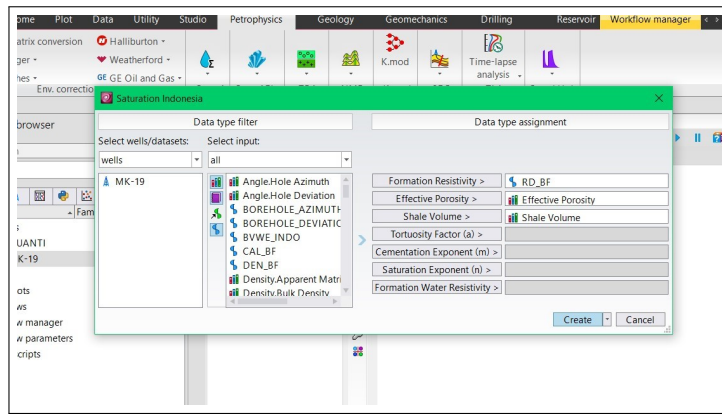 ome Plot Data Utility Studio Petrophysics Geology Geomechanics Drilling Reservoir Workflow manager
atrix conversion Halliburton
ger Weatherford K.mod Time-lapse
hes GE GE Oil and Gas analysis
Env. correctio
Saturation Indonesia
browser
Data type filter Data type assignment
Select wells/datasets: Select input:
wells all
MK-19
Angle.Hole Azimuth
Angle.Hole Deviation
BOREHOLE_AZIMUTH
BOREHOLE_DEVIATIC
BVWE_INDO
CAL_BF
DEN_BF
Density.Apparent Matri
Density.Bulk Density
Formation Resistivity > RD_BF
Effective Porosity > Effective Porosity
Shale Volume > Shale Volume
Tortuosity Factor (a) >
Cementation Exponent (m) >
Saturation Exponent (n) >
Formation Water Resistivity >
Create Cancel
Fam
UANTI
K-19
ots
ws
w manager
w parameters
cripts